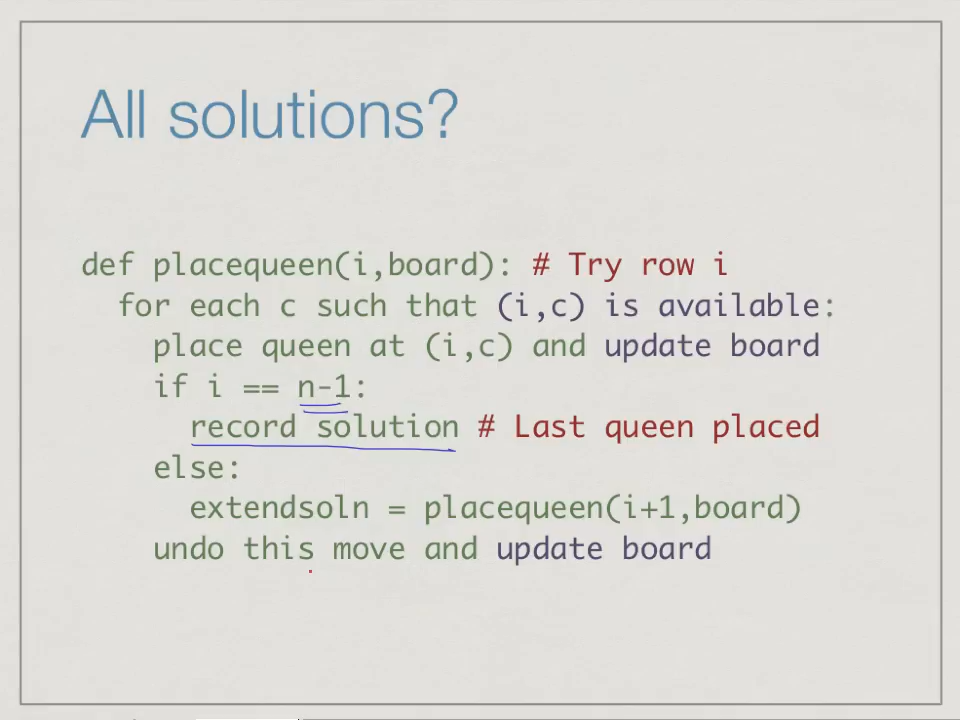 All solutions?
def placequeen(i,board): # Try row i
for each c such that (i,c) is available:
place queen at (i,c) and update board
if i == n-1:
record solution # Last queen placed
else:
extendsoln = placequeen(i+1,board)
undo this move and update board